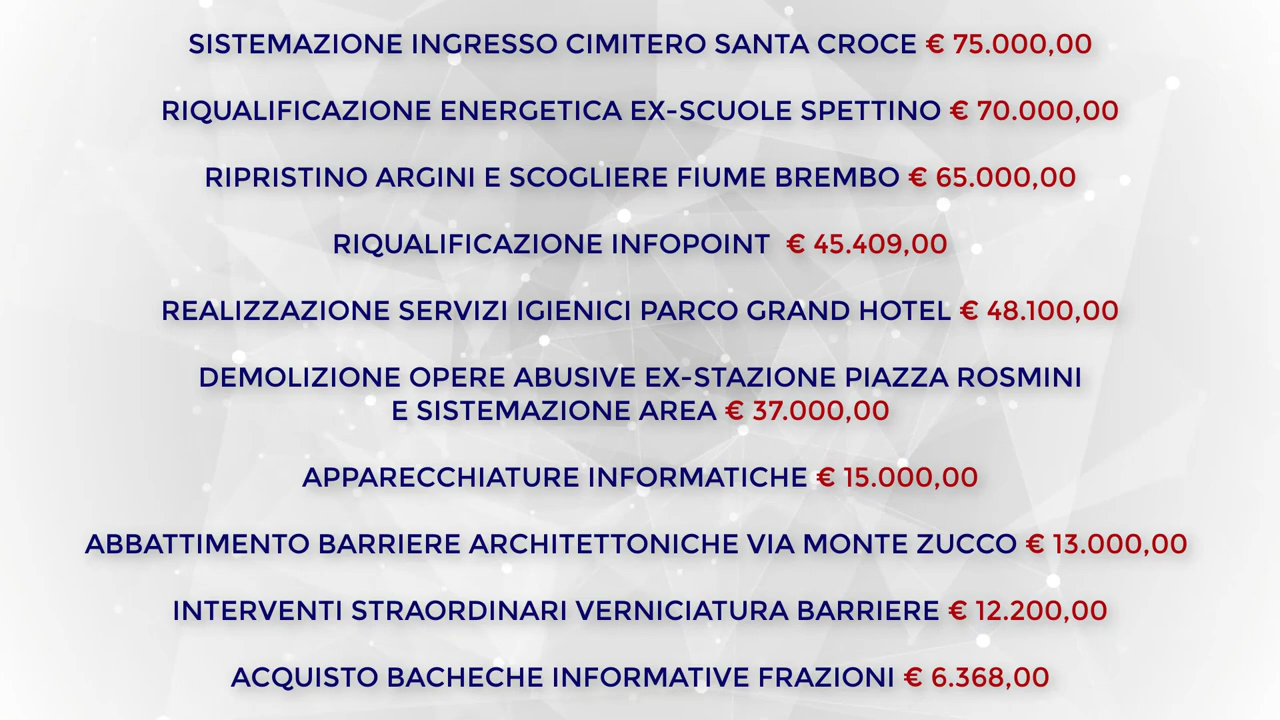 SISTEMAZIONE INGRESSO CIMITERO SANTA CROCE € 75.000,00
RIQUALIFICAZIONE ENERGETICA EX-SCUOLE SPETTINO € 70.000,00
RIPRISTINO ARGINI E SCOGLIERE FIUME BREMBO € 65.000,00
RIQUALIFICAZIONE INFOPOINT € 45.409,00
REALIZZAZIONE SERVIZI IGIENICI PARCO GRAND HOTEL € 48.100,00
DEMOLIZIONE OPERE ABUSIVE EX-STAZIONE PIAZZA ROSMINI
E SISTEMAZIONE AREA € 37.000,00
APPARECCHIATURE INFORMATICHE € 15.000,00
ABBATTIMENTO BARRIERE ARCHITETTONICHE VIA MONTE ZUCCO € 13.000,00
INTERVENTI STRAORDINARI VERNICIATURA BARRIERE € 12.200,00
ACQUISTO BACHECHE INFORMATIVE FRAZIONI € 6.368,00